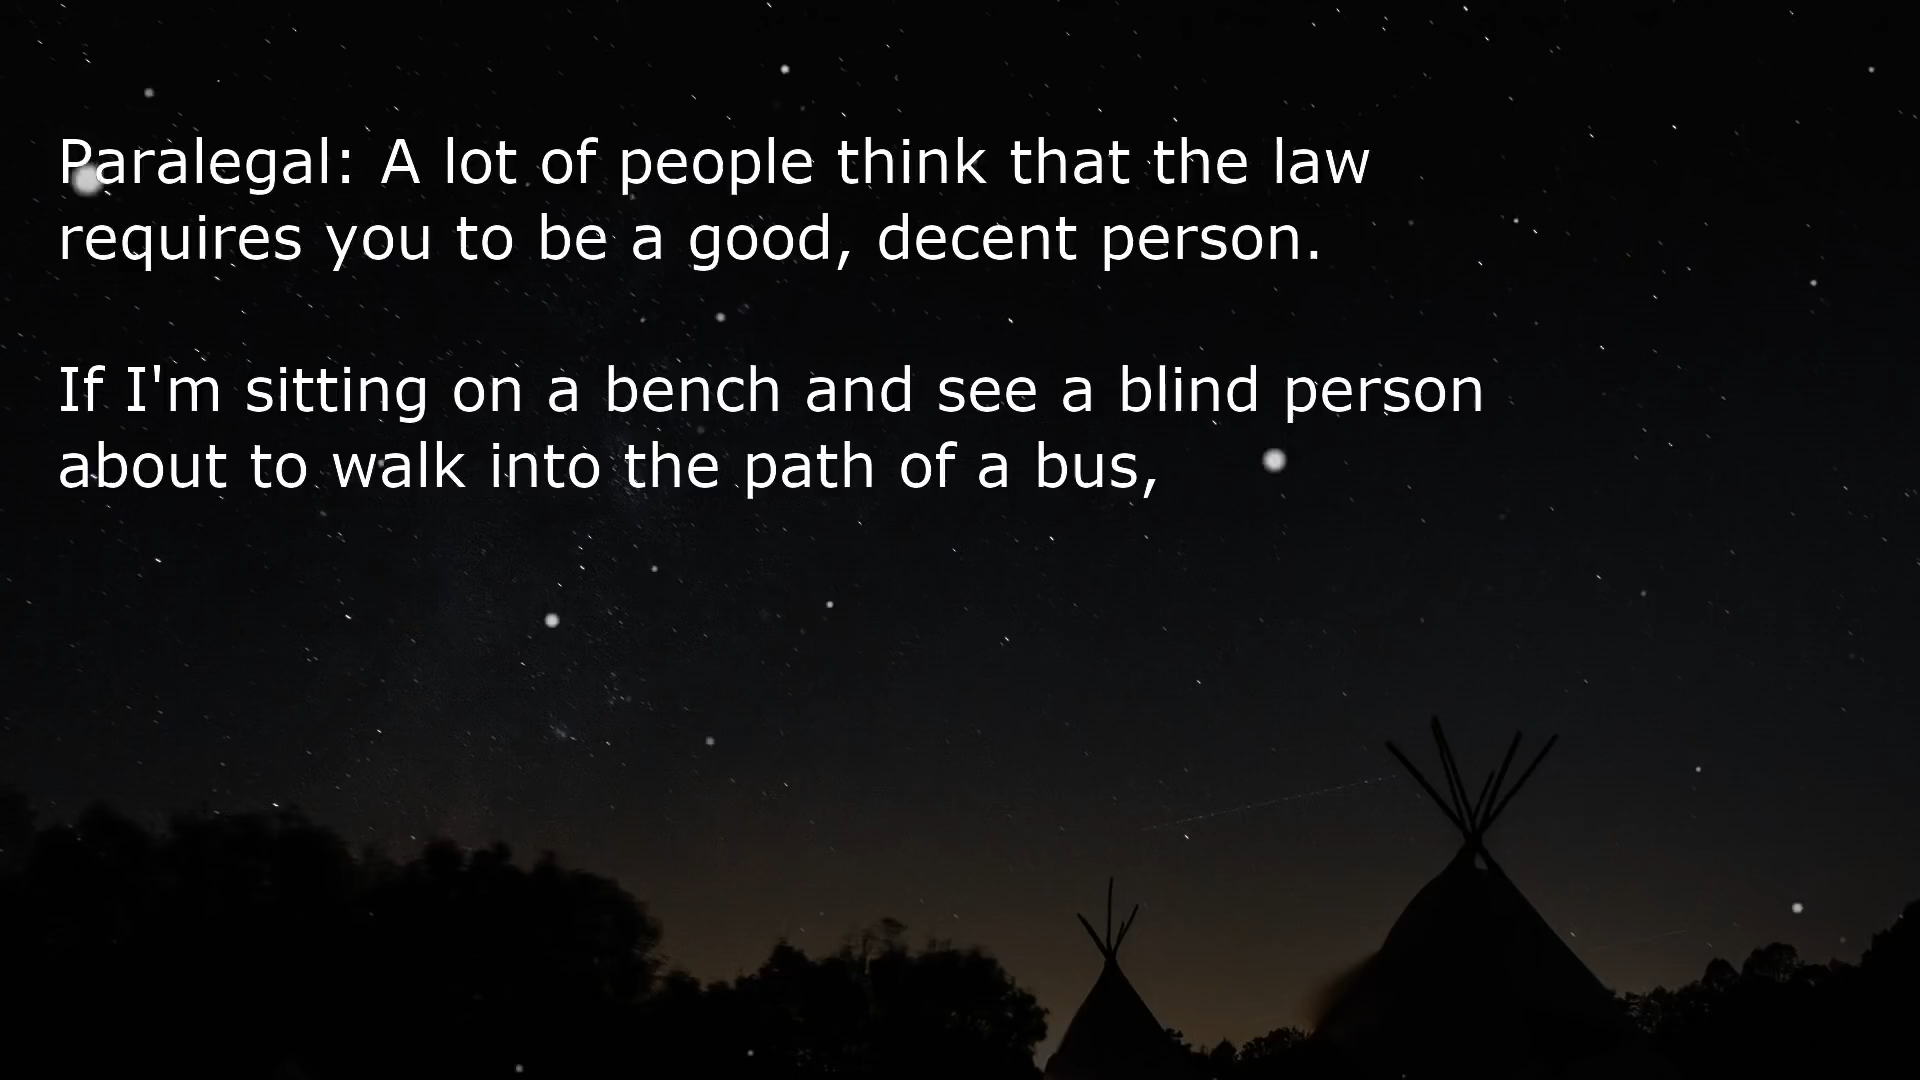 Paralegal: A lot of people think that the law
requires you to be a good, decent person.
If I'm sitting on a bench and see a blind person
about to walk into the path of a bus,